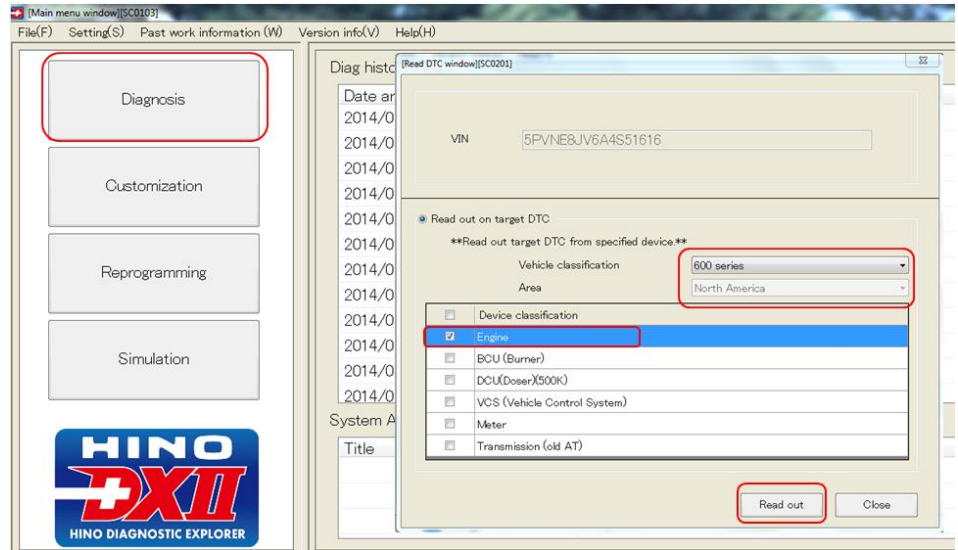 [Main menu window][SC0103]
File(F) Setting(S) Past work information (W) Version info(V) Help(H)
Diagnosis
Customization
Reprogramming
Simulation
HINO
DXII
HINO DIAGNOSTIC EXPLORER
Diag histo
Date an
2014/0
2014/0
2014/0
2014/0
2014/0
2014/0
2014/0
2014/0
2014/0
2014/0
2014/0
2014/0
System A
Title
[Read DTC window][SC0201]
VIN 5PVNE8JV6A4S51616
Read out on target DTC
**Read out target DTC from specified device.**
Vehicle classification 600 series
Area North America
Device classification
Engine
BCU (Burner)
DCU(Doser)(500K)
VCS (Vehicle Control System)
Meter
Transmission (old AT)
Read out Close